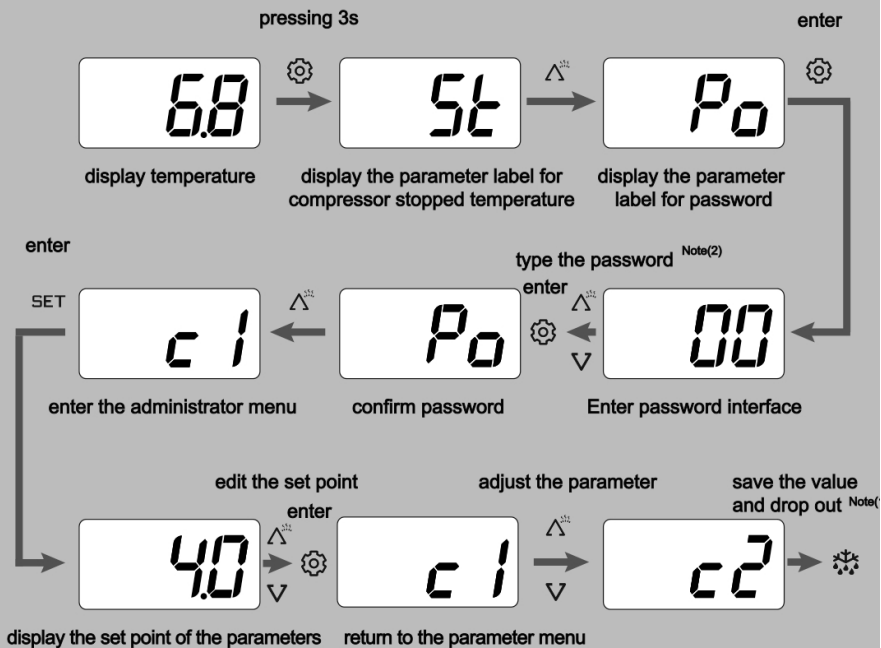 pressing 3s
enter
6.8
St
Po
display temperature
display the parameter label for
compressor stopped temperature
display the parameter
label for password
enter
type the password Note(2)
enter
SET
c1
Po
00
enter the administrator menu
confirm password
Enter password interface
edit the set point
enter
adjust the parameter
save the value
and drop out Note(1
4.0
c1
c2
display the set point of the parameters
return to the parameter menu